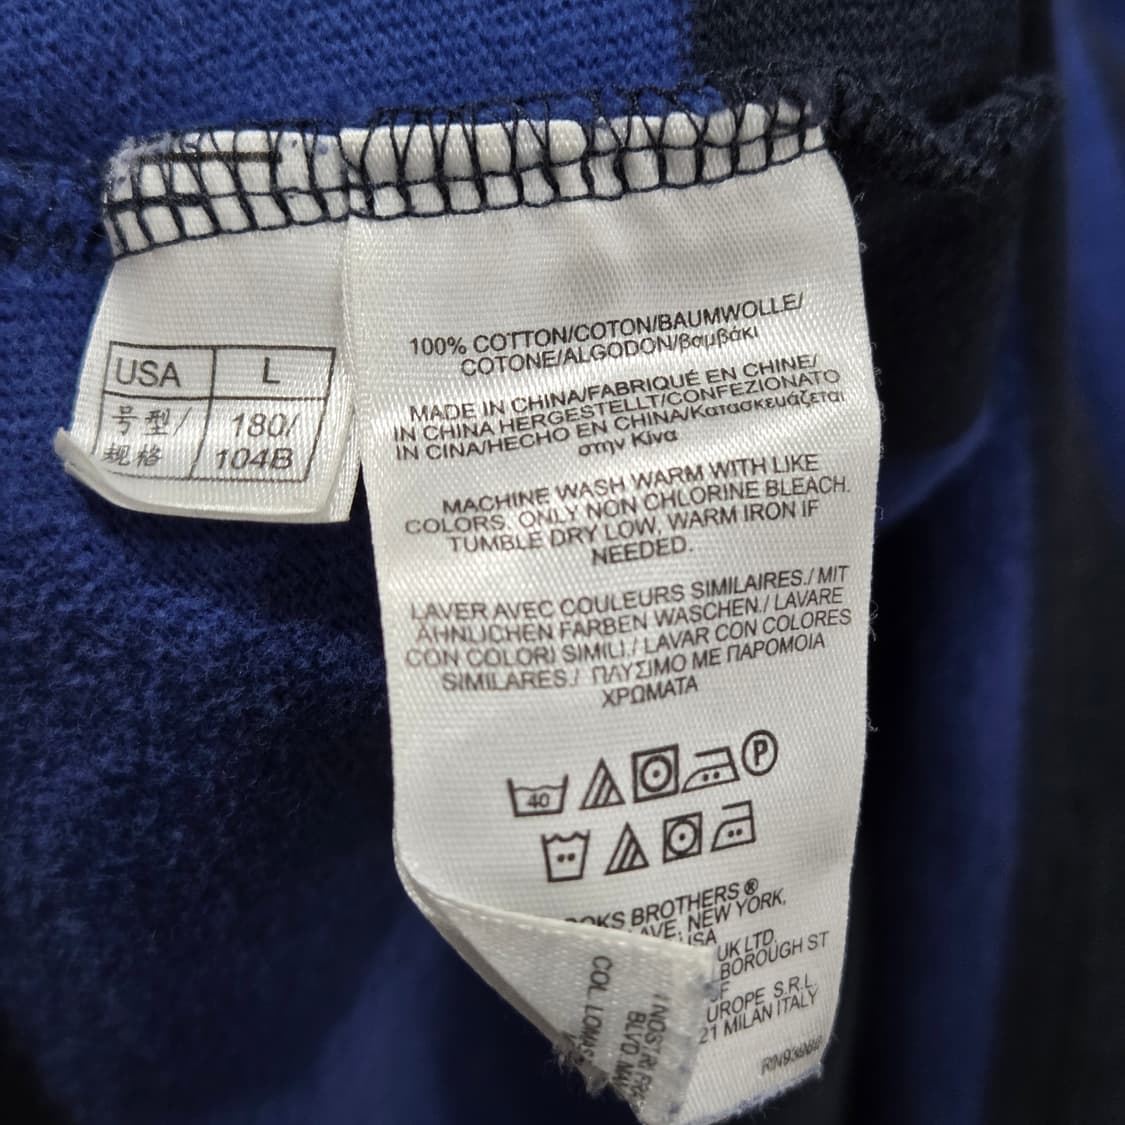 USA L
号型/ 180/
规格 104B
100% COTTON/COTON/BAUMWOLLE/
COTONE/ALGODON/βαμβάκι
MADE IN CHINA/FABRIQUÉ EN CHINE/
IN CHINA HERGESTELLT/CONFEZIONATO
IN CINA/HECHO EN CHINA/Κατασκευάζεται
στην Κίνα
MACHINE WASH WARM WITH LIKE
COLORS. ONLY NON CHLORINE BLEACH.
TUMBLE DRY LOW, WARM IRON IF
NEEDED.
LAVER AVEC COULEURS SIMILAIRES./ MIT
ÄHNLICHEN FARBEN WASCHEN./ LAVARE
CON COLORI SIMILI./ LAVAR CON COLORES
SIMILARES./ ΠΛΥΣΙΜΟ ΜΕ ΠΑΡΟΜΟΙΑ
ΧΡΩΜΑΤΑ
40 P
OKS BROTHERS®
AVE, NEW YORK,
USA
UK LTD.
BOROUGH ST
UROPE S.R.L.
21 MILAN ITALY
COL LOMAS
BLVD.